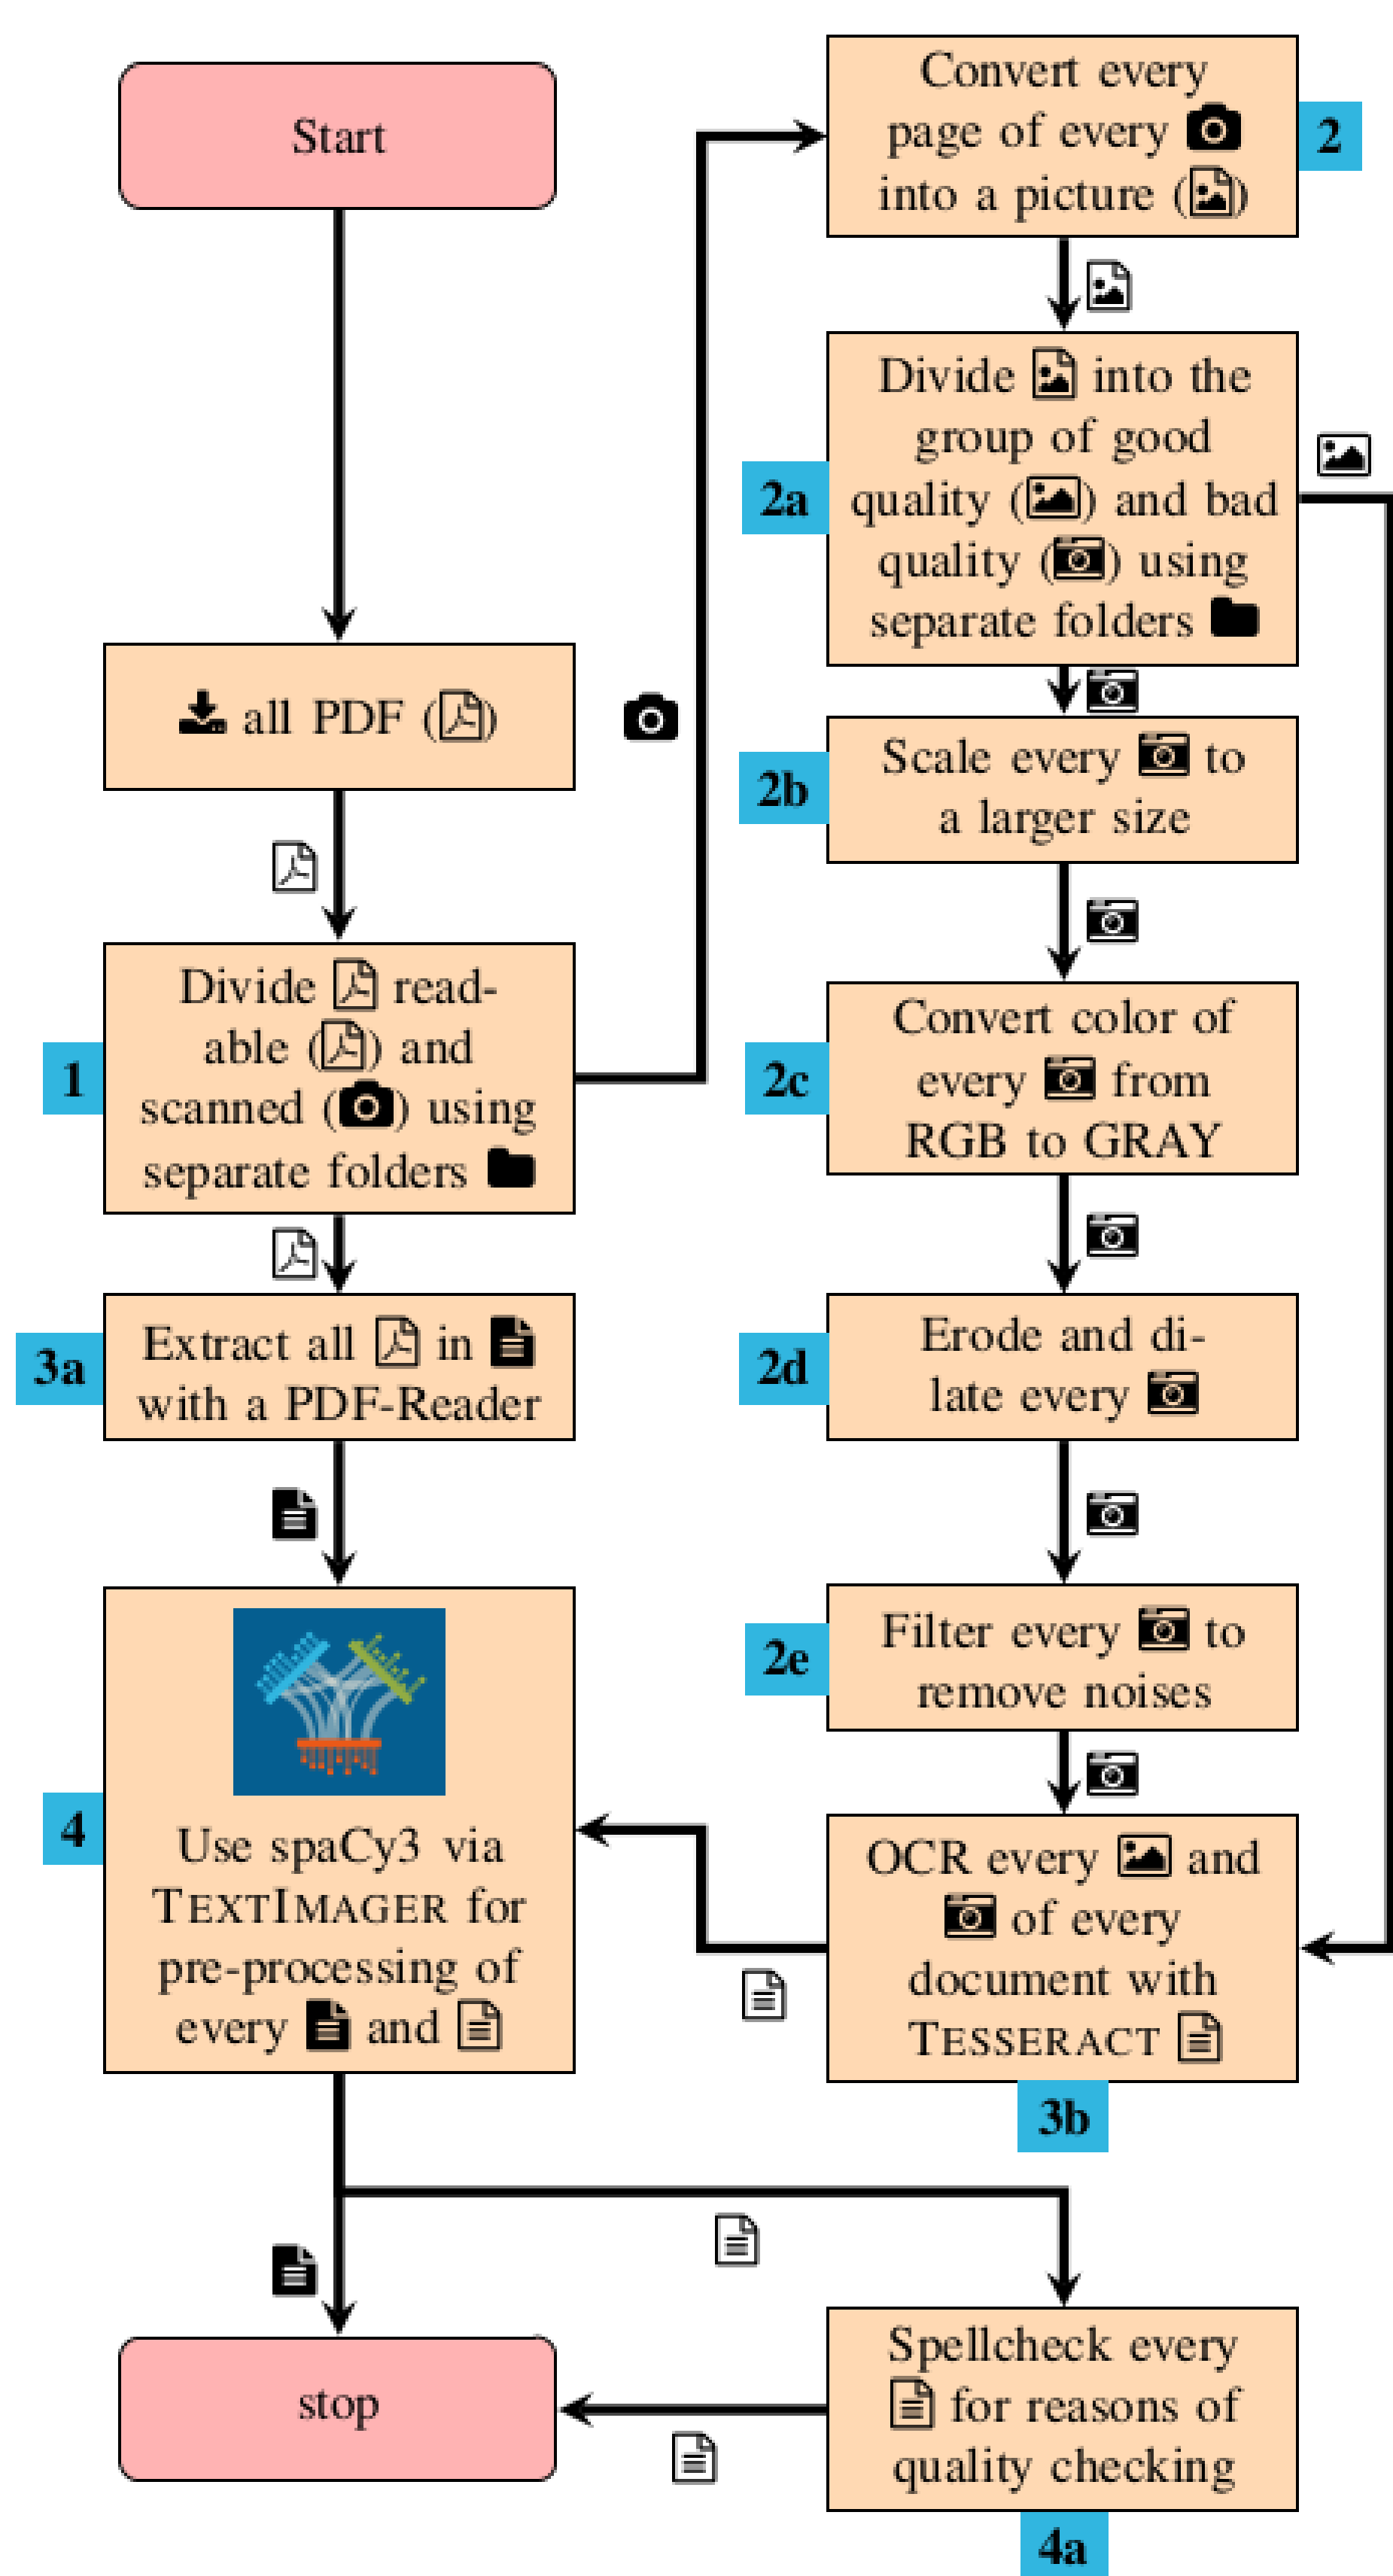 Start
all PDF ()
1
Divide read-
able () and
scanned () using
separate folders
3a
Extract all in
with a PDF-Reader
4
Use spaCy3 via
TEXTIMAGER for
pre-processing of
every and
stop
Convert every
page of every
into a picture ()
2
Divide into the
group of good
quality () and bad
quality () using
separate folders
2a
Scale every to
a larger size
2b
Convert color of
every from
RGB to GRAY
2c
Erode and di-
late every
2d
Filter every to
remove noises
2e
OCR every and
of every
document with
TESSERACT
3b
Spellcheck every
for reasons of
quality checking
4a